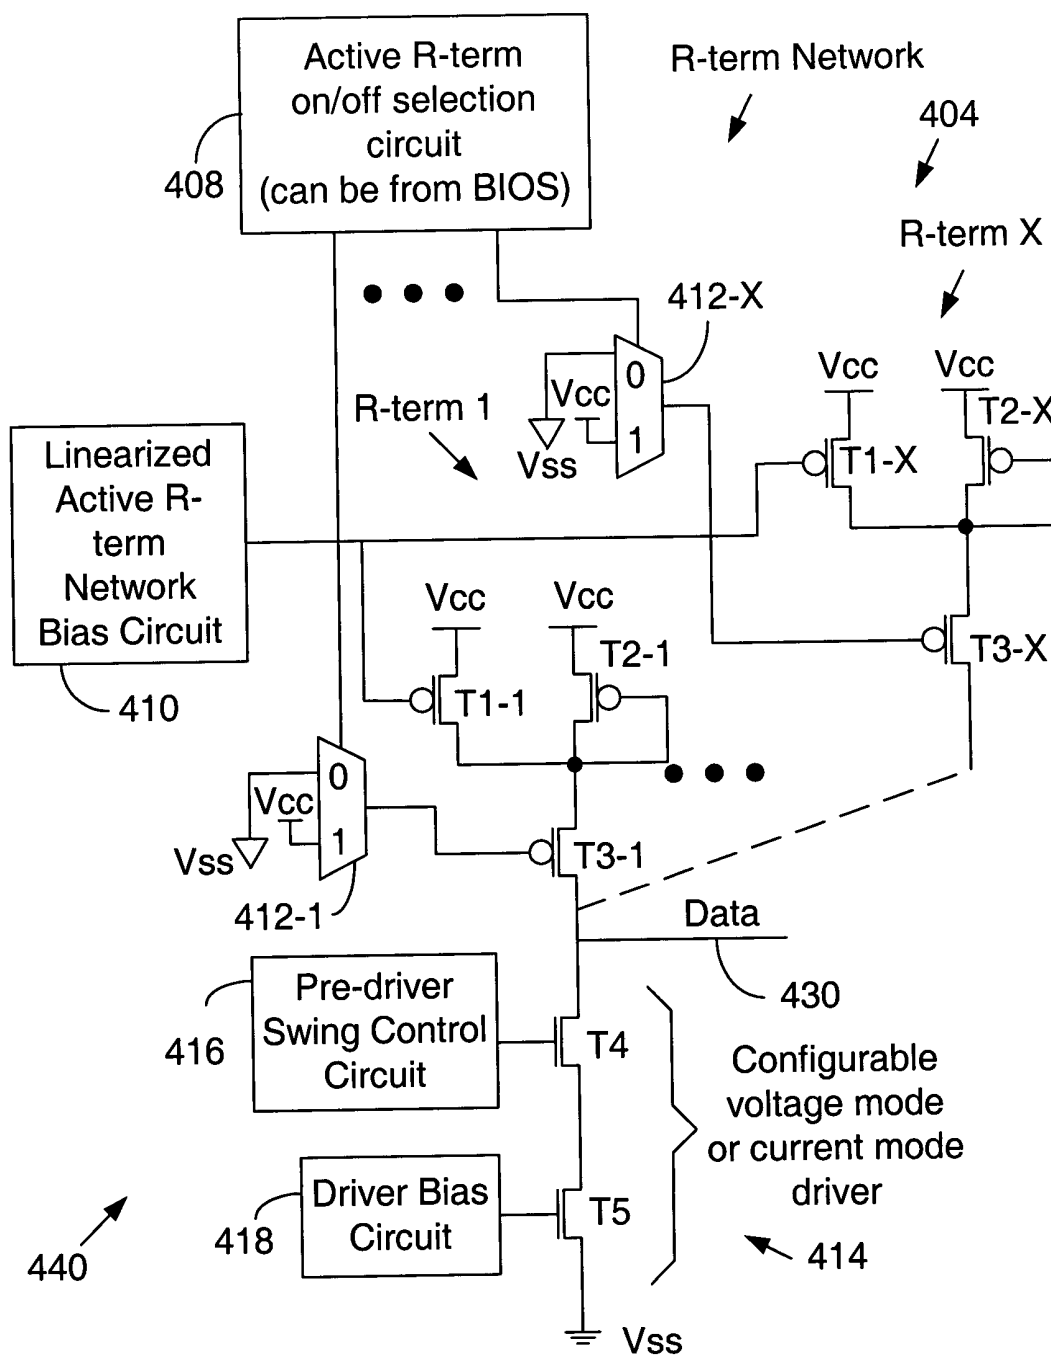 Active R-term
on/off selection
circuit
(can be from BIOS)
408
R-term Network
404
R-term X
412-X
0
1
Vcc
Vss
R-term 1
Vcc
Vcc
T1-X
T2-X
T3-X
Linearized
Active R-
term
Network
Bias Circuit
410
Vcc
Vcc
T1-1
T2-1
0
1
Vcc
Vss
412-1
T3-1
Data
430
Pre-driver
Swing Control
Circuit
416
T4
Configurable
voltage mode
or current mode
driver
414
Driver Bias
Circuit
418
T5
440
Vss